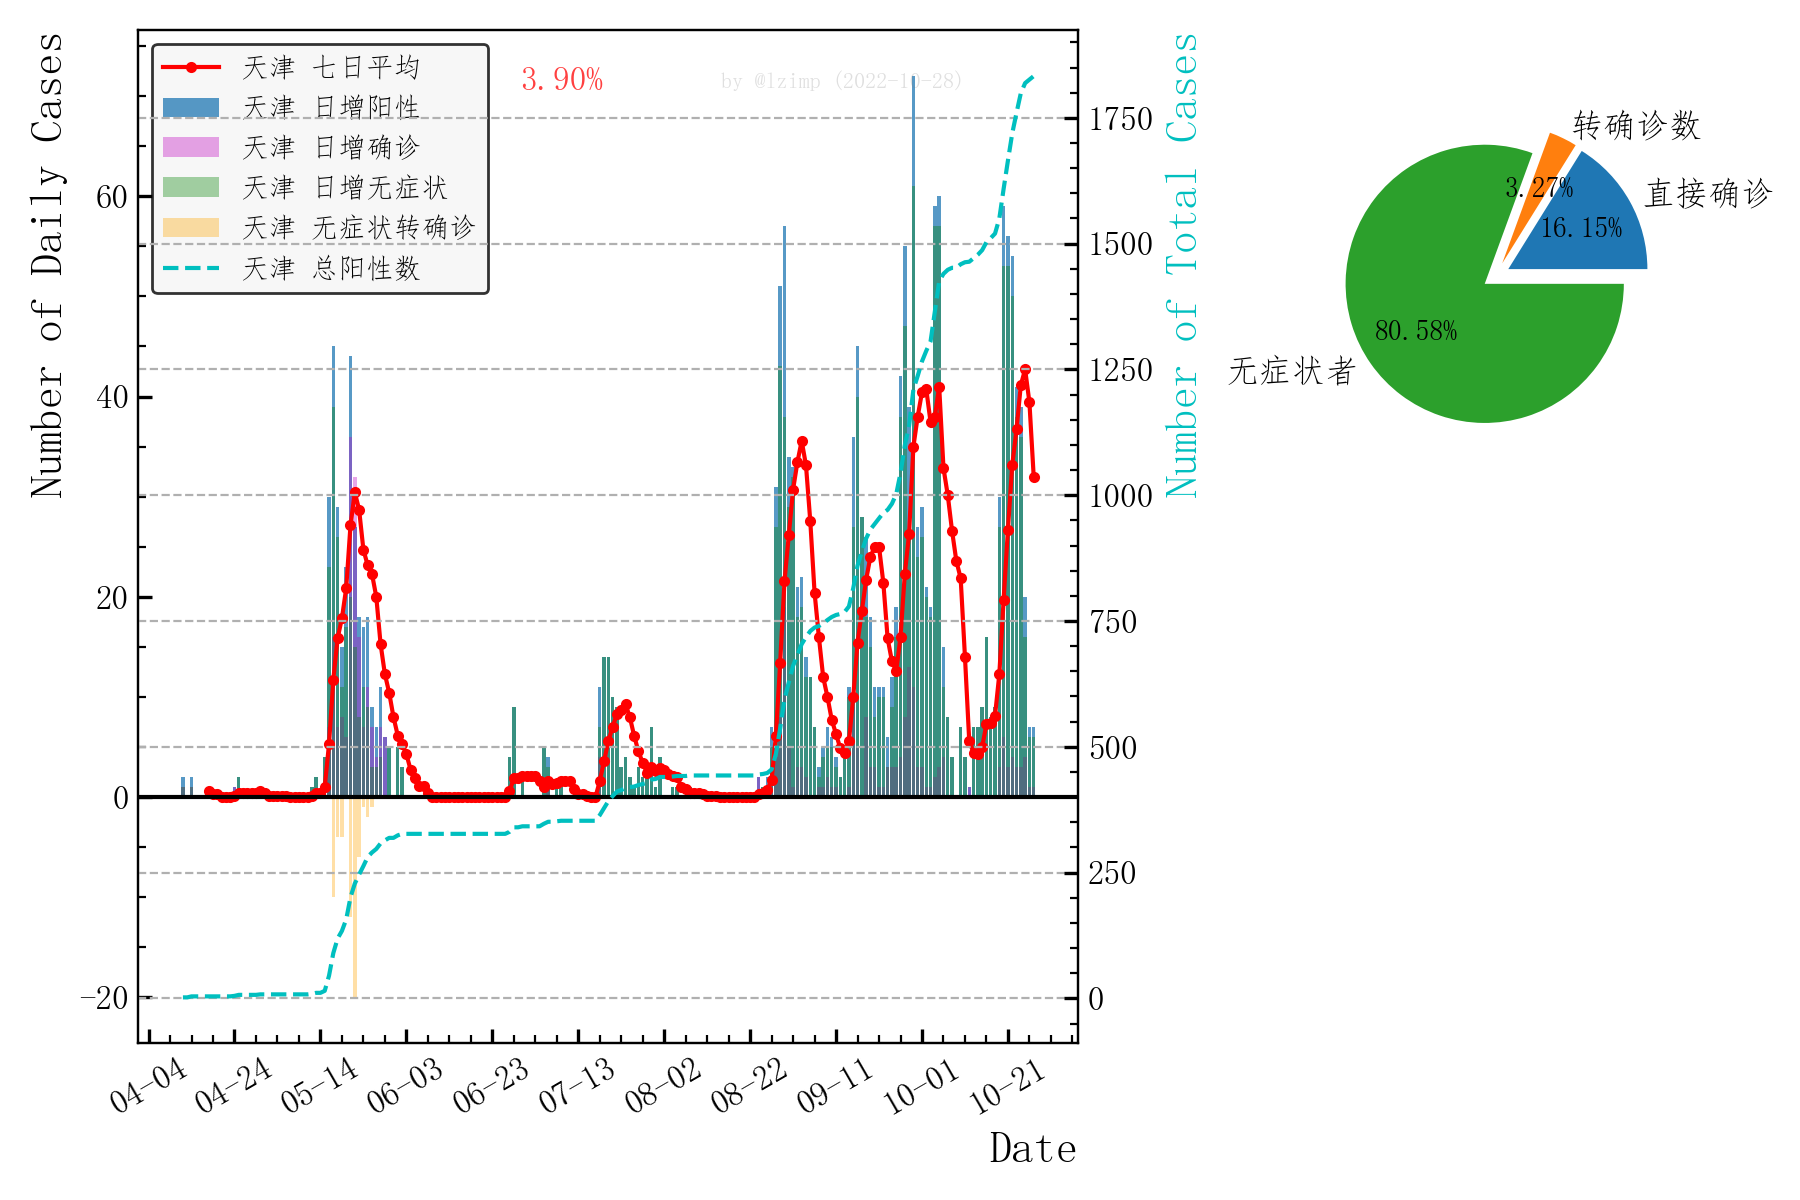 天津 七日平均
天津 日增阳性
天津 日增确诊
天津 日增无症状
天津 无症状转确诊
天津 总阳性数
3.90%
by @lzimp (2022-10-28)
Number of Daily Cases
60
40
20
0
−20
1750
1500
1250
1000
750
500
250
0
Number of Total Cases
04-04
04-24
05-14
06-03
06-23
07-13
08-02
08-22
09-11
10-01
10-21
Date
转确诊数
3.27%
直接确诊
16.15%
80.58%
无症状者